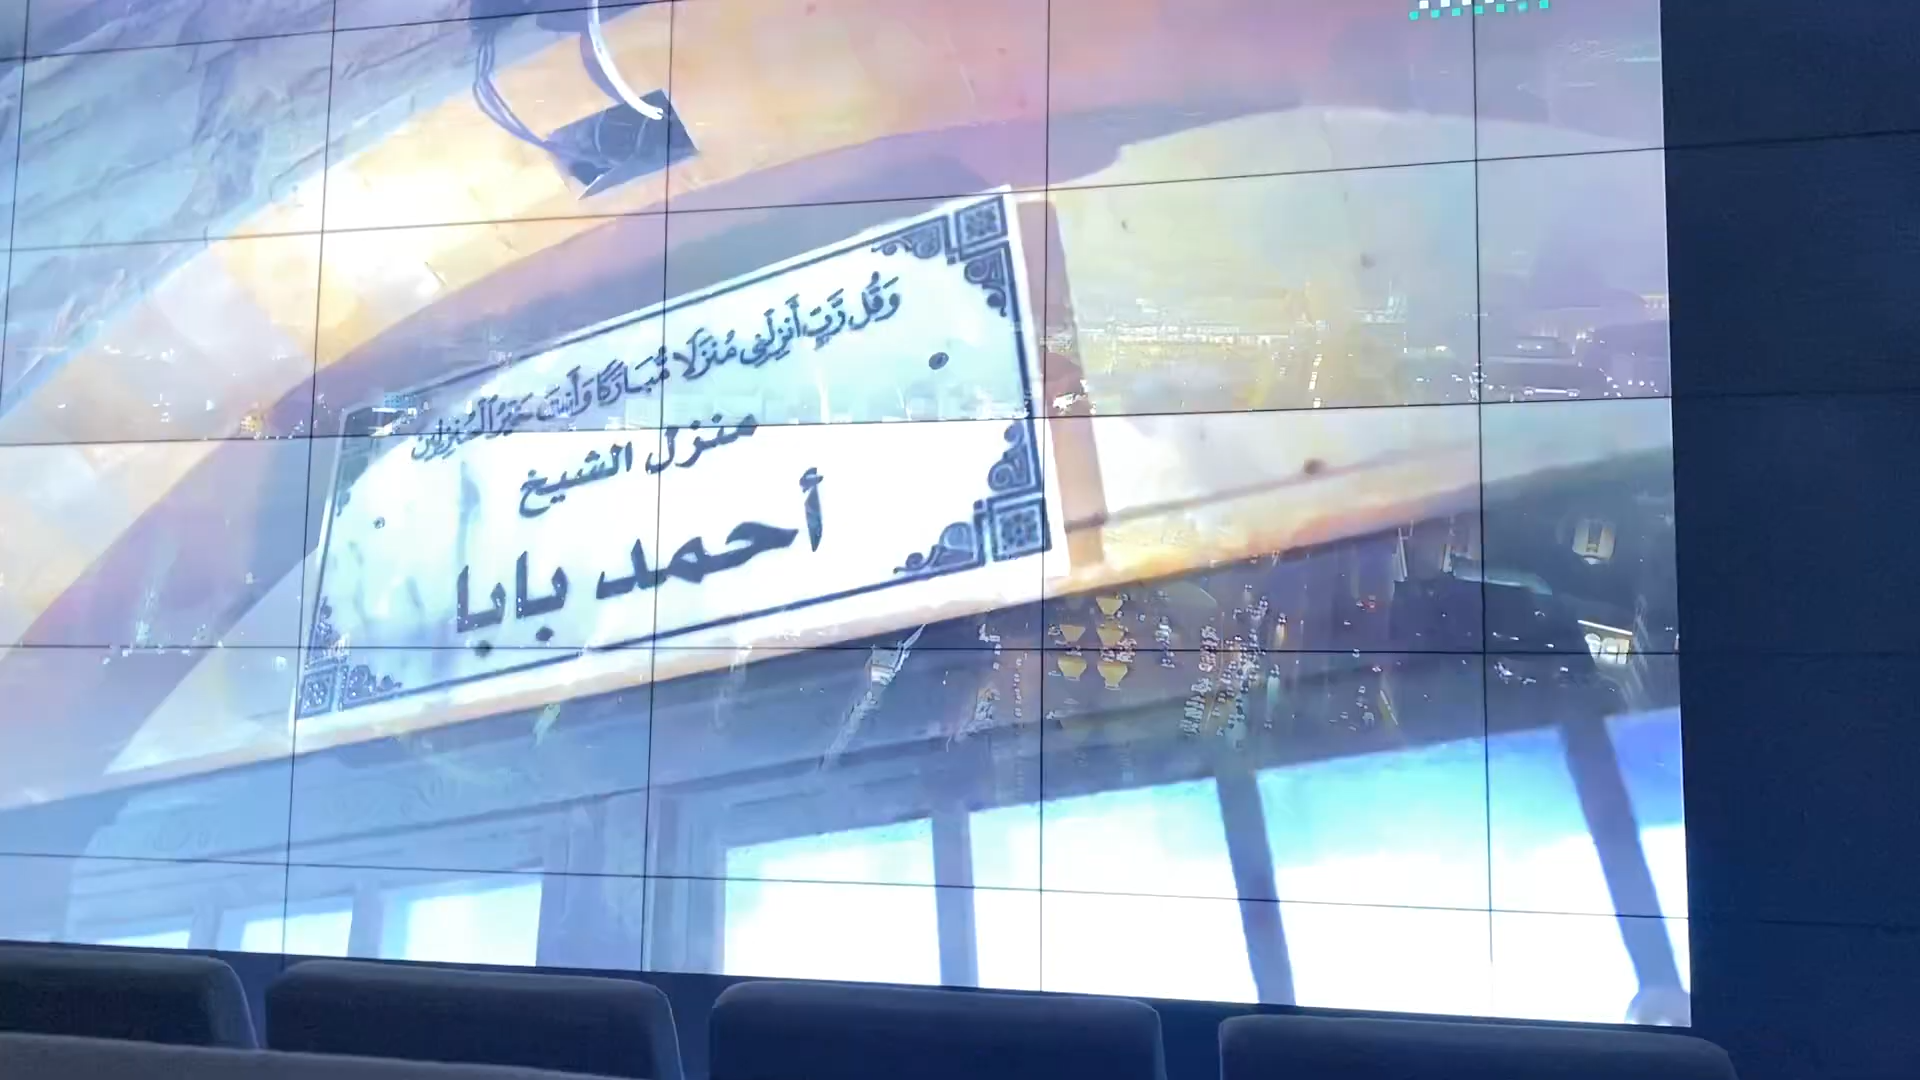 وَقُل رَّبِّ أَنزِلْنِي مُنزَلًا مُّبَارَكًا وَأَنتَ خَيْرُ الْمُنزِلِينَ
منزل الشيخ
أحمد بابا